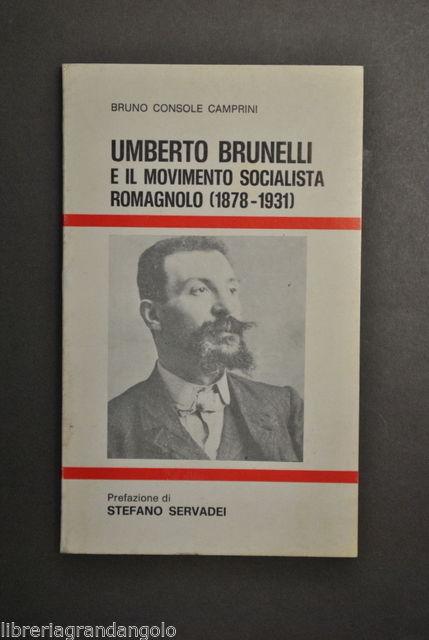 BRUNO CONSOLE CAMPRINI
UMBERTO BRUNELLI
E IL MOVIMENTO SOCIALISTA
ROMAGNOLO (1878-1931)
Prefazione di
STEFANO SERVADEI
libreriagrandangolo